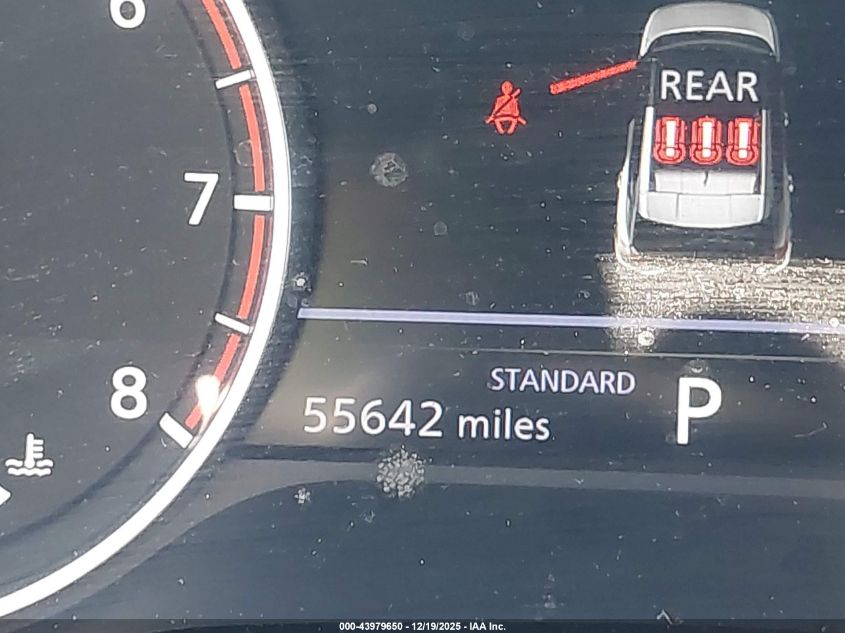 6
REAR
7
STANDARD
8
55642 miles
P
000-43979650 - 12/19/2025 - IAA Inc.